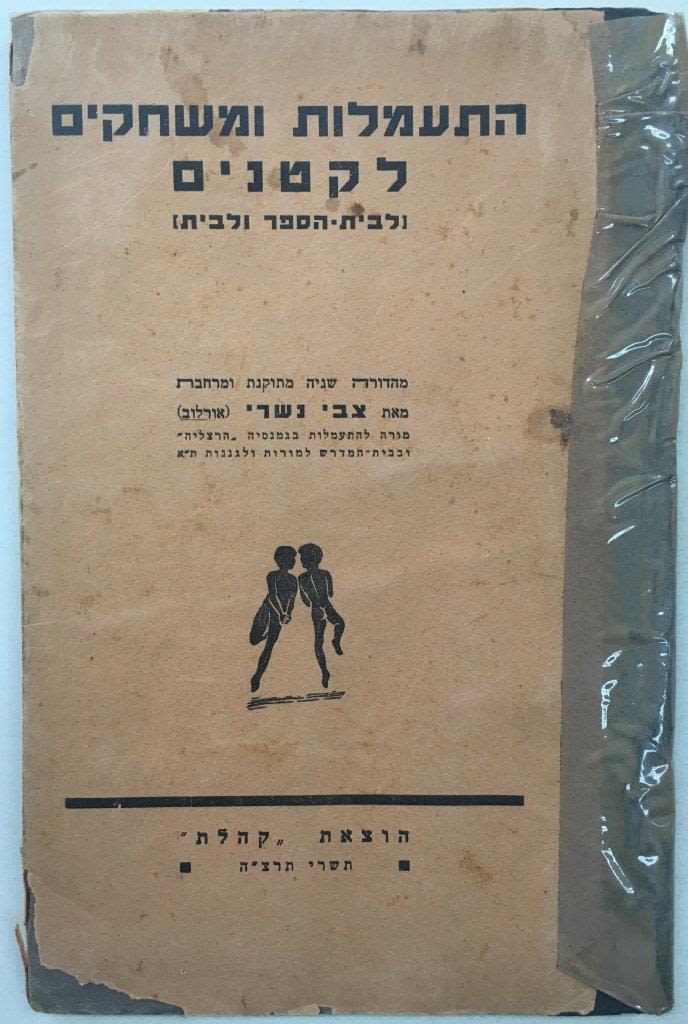 התעמלות ומשחקים
לקטנים
[לבית-הספר ולבית]
מהדורה שניה מתוקנת ומרחבת
מאת צבי נשרי (אורלוב)
מורה להתעמלות בגמנסיה „הרצליה"
ובבית-המדרש למורות ולגננות ת"א
הוצאת „קהלת"
תשרי תרצ"ה